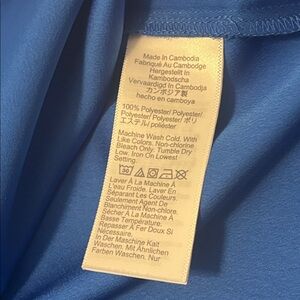 Made In Cambodia
Fabriqué Au Cambodge
Hergestellt In
Kambodscha
Vervaardigd In Cambodja
カンボジア製
hecho en camboya
100% Polyester/ Polyester/
Polyester/ Polyester/ ポリ
エステル/ poliéster
Machine Wash Cold. With
Like Colors. Non-chlorine
Bleach Only. Tumble Dry
Low. Iron On Lowest
Setting.
30
Laver À La Machine À
L'eau Froide. Laver En
Séparant Les Couleurs.
Seulement Agent De
Blanchiment Non-chloré.
Sécher À La Machine À
Basse Température.
Repasser À Fer Doux Si
Nécessaire.
In Der Maschine Kalt
Waschen. Mit Ähnlichen
Farben Waschen. Nur